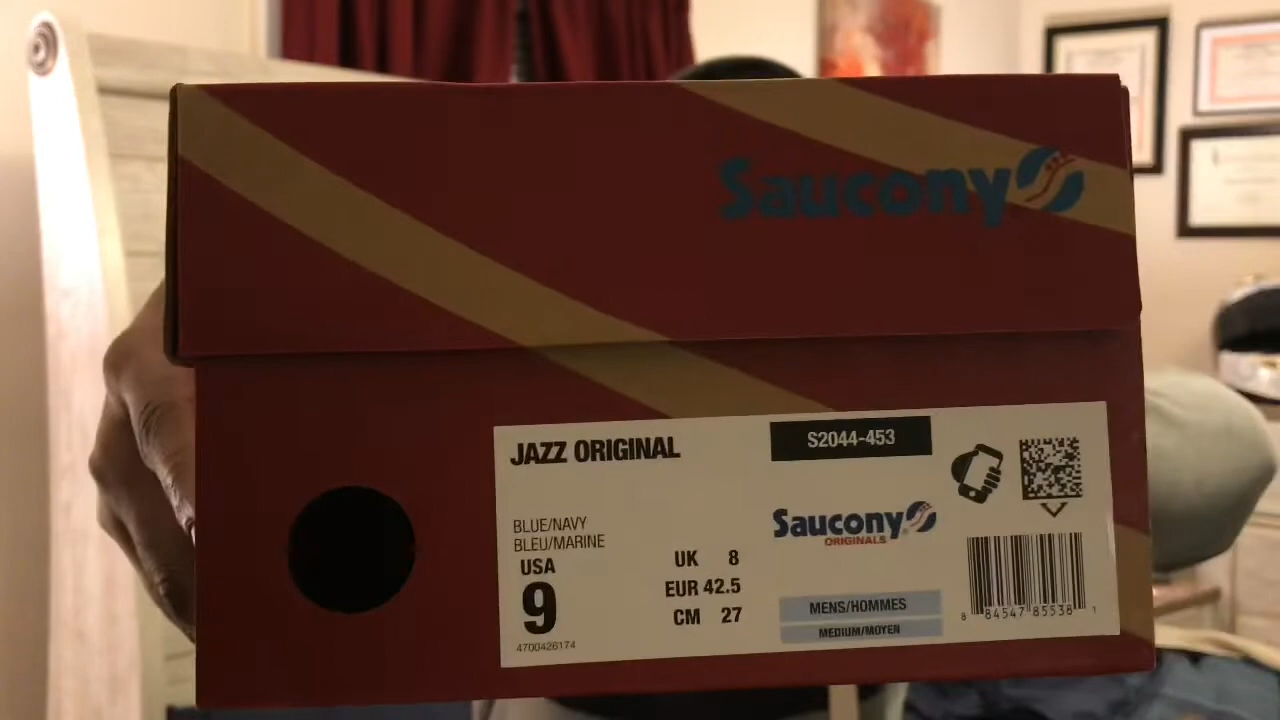 Saucony
JAZZ ORIGINAL
S2044-453
BLUE/NAVY
BLEU/MARINE
USA
9
4700426174
UK 8
EUR 42.5
CM 27
Saucony
ORIGINALS
MENS/HOMMES
MEDIUM/MOYEN
8 84547 85538 1